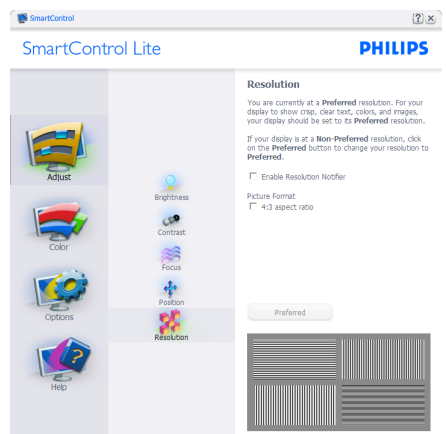 SmartControl
SmartControl Lite
PHILIPS
Adjust
Color
Options
Help
Brightness
Contrast
Focus
Position
Resolution
Resolution
You are currently at a Preferred resolution. For your
display to show crisp, clear text, colors, and images,
your display should be set to its Preferred resolution.
If your display is at a Non-Preferred resolution, click
on the Preferred button to change your resolution to
Preferred.
Enable Resolution Notifier
Picture Format
4:3 aspect ratio
Preferred